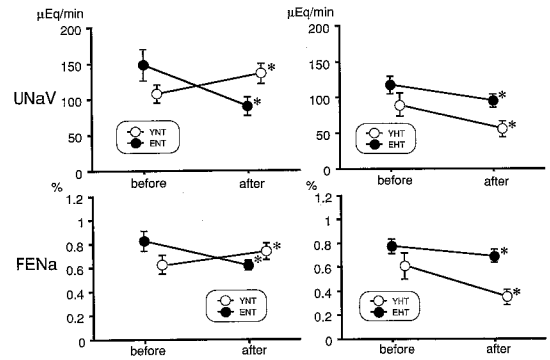 μEq/min
200
150
100
50
0
UNaV
YNT
ENT
*
*
before
after
μEq/min
200
150
100
50
0
YHT
EHT
*
*
before
after
%
1.2
1
0.8
0.6
0.4
0.2
0
FENa
YNT
ENT
*
*
before
after
%
1.2
1
0.8
0.6
0.4
0.2
0
YHT
EHT
*
*
before
after